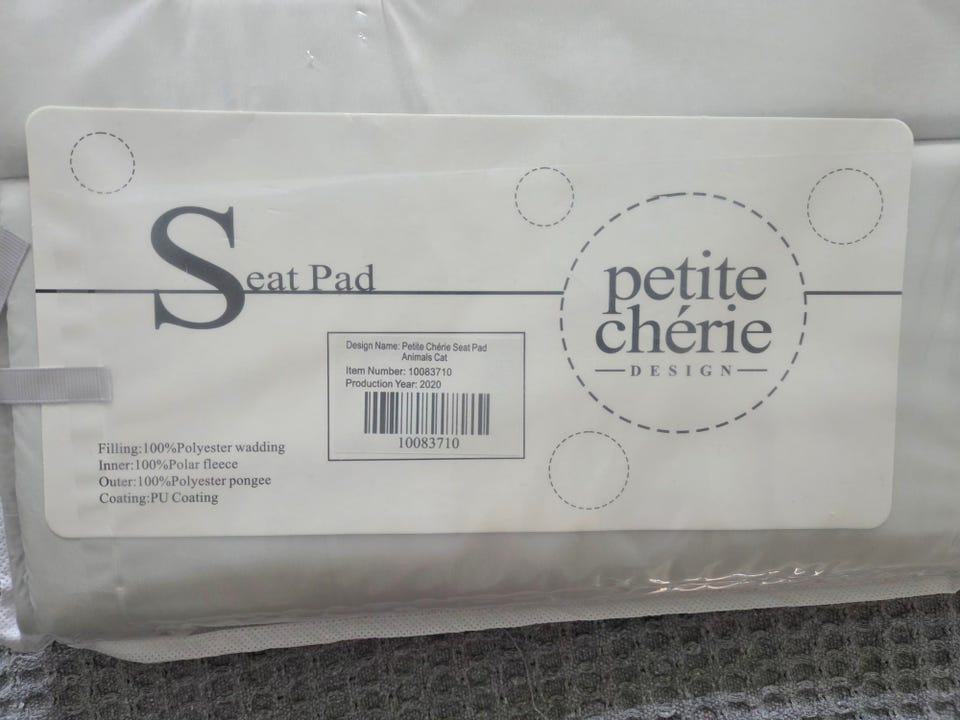 Seat Pad
petite
chérie
DESIGN
Design Name: Petite Chérie Seat Pad
Animals Cat
Item Number: 10083710
Production Year: 2020
10083710
Filling:100%Polyester wadding
Inner:100%Polar fleece
Outer:100%Polyester pongee
Coating:PU Coating